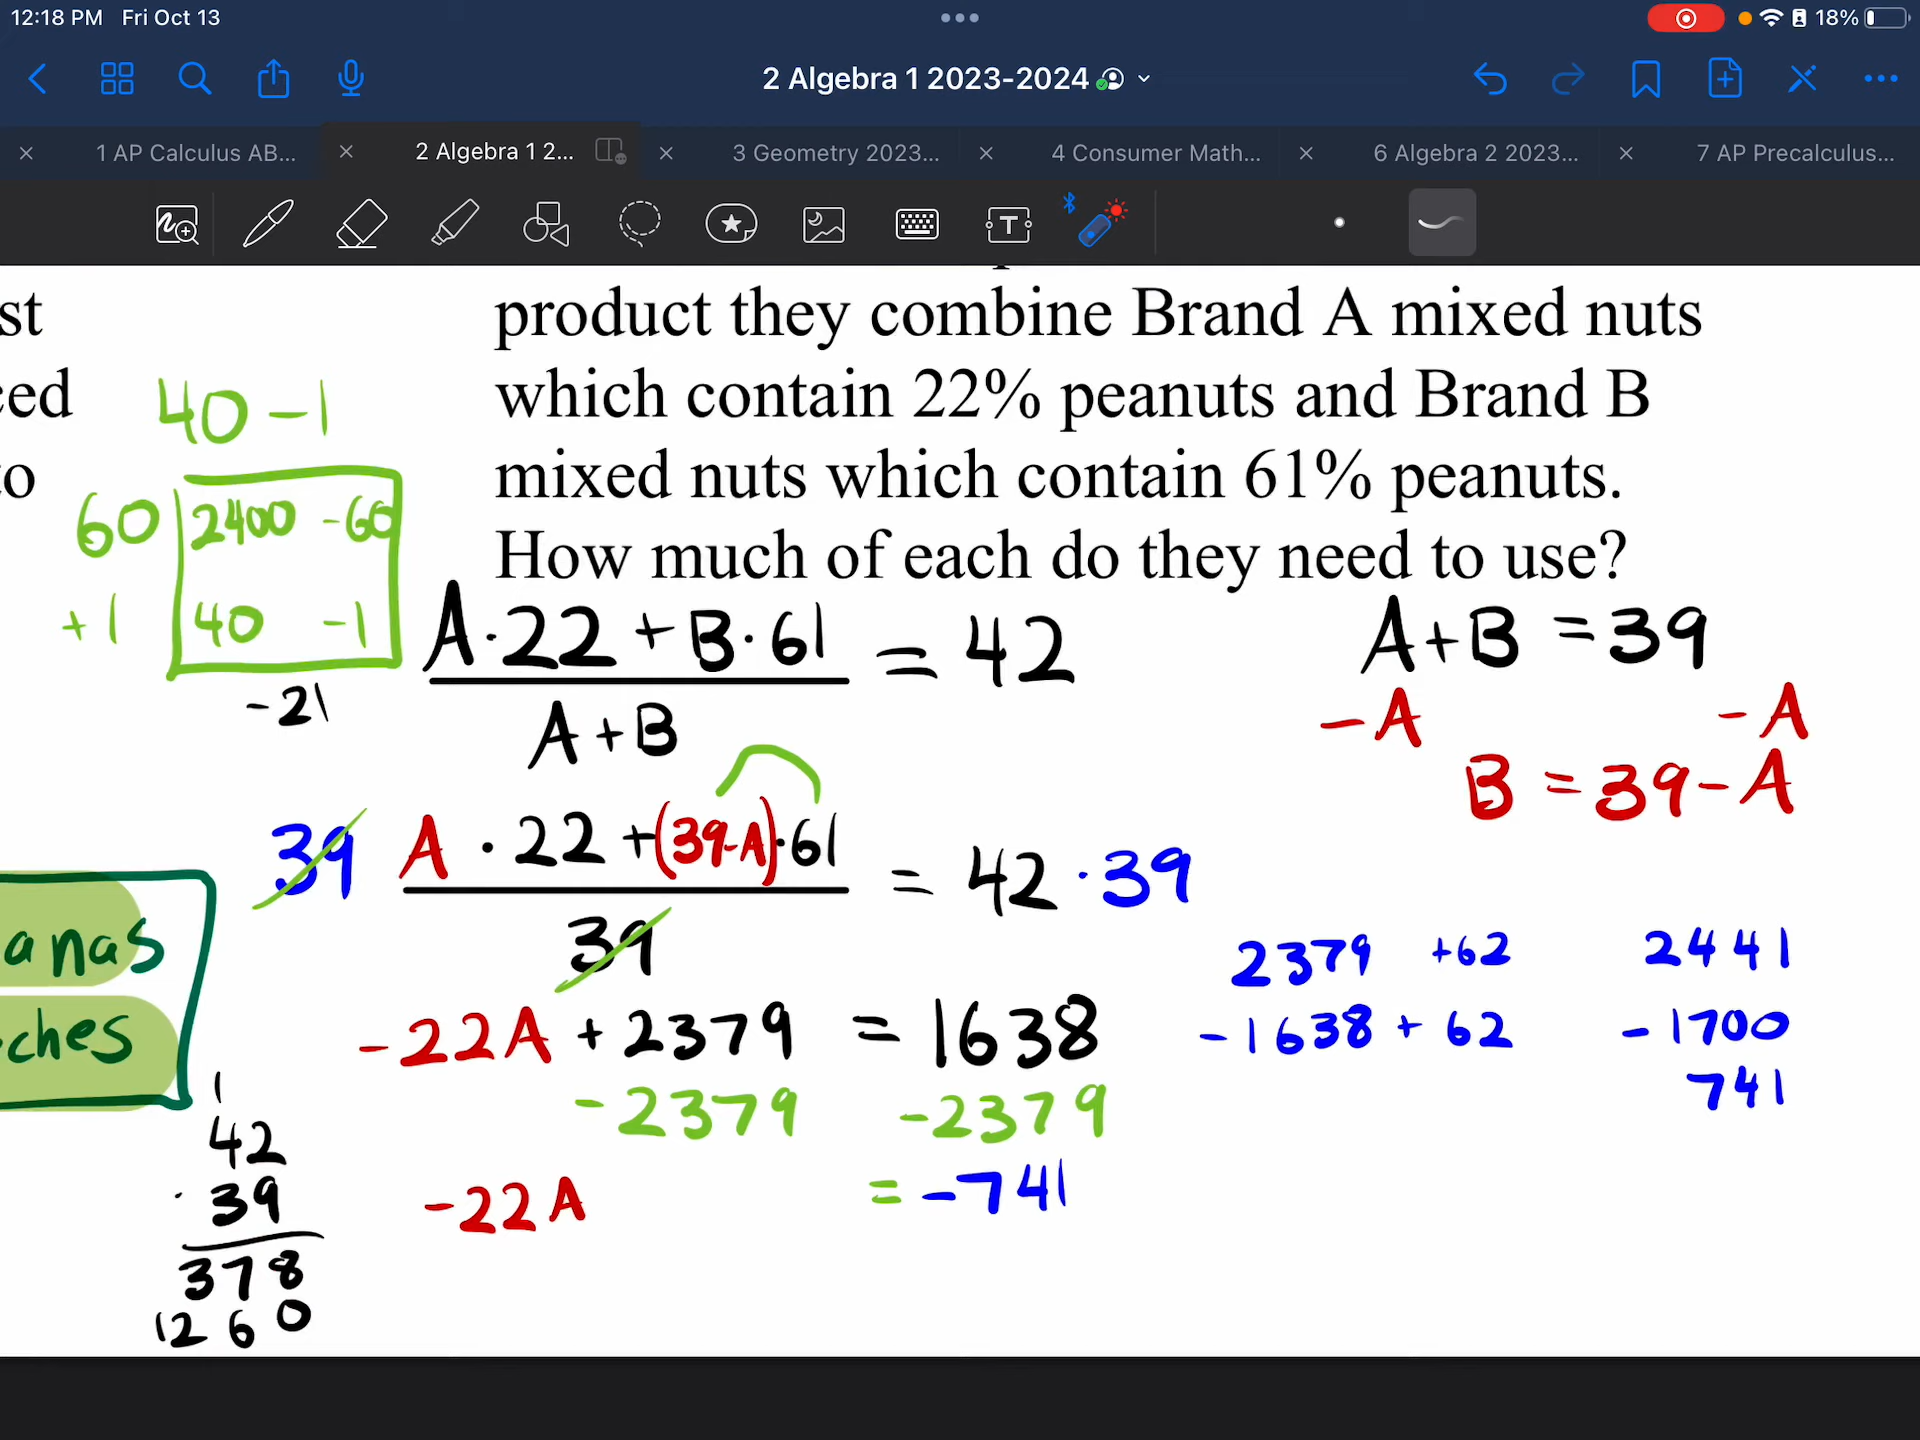 12:18 PM Fri Oct 13
18%
2 Algebra 1 2023-2024
1 AP Calculus AB...
2 Algebra 1 2...
3 Geometry 2023...
4 Consumer Math...
6 Algebra 2 2023...
7 AP Precalculus...
T
st
ced
to
product they combine Brand A mixed nuts
which contain 22% peanuts and Brand B
mixed nuts which contain 61% peanuts.
How much of each do they need to use?
40 -1
60 2400 -60
+1 40 -1
-21
A·22 + B·61 = 42
A+B
A+B = 39
-A -A
B = 39-A
39 A · 22 + (39-A)·61 = 42 · 39
39
-22A + 2379 = 1638
-2379 -2379
-22A = -741
2379 +62 2441
-1638 + 62 -1700
741
anas
ches
1
42
· 39
378
1260